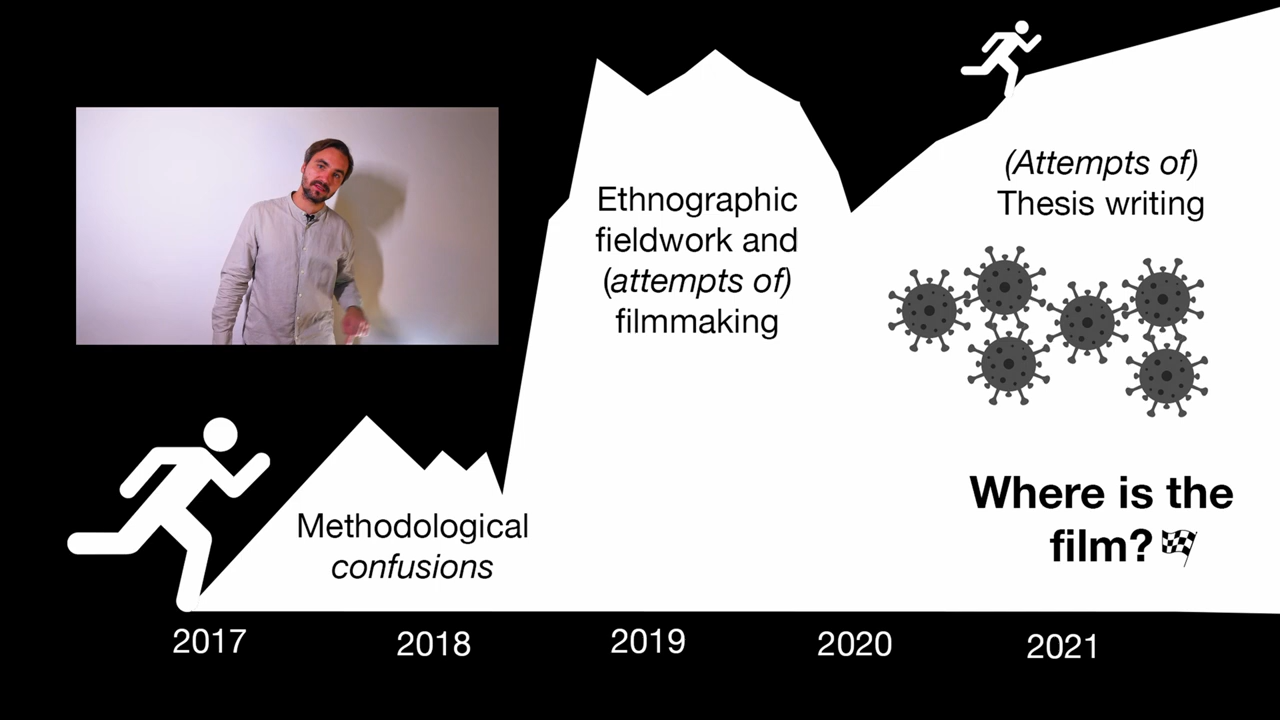 Ethnographic
fieldwork and
(attempts of)
filmmaking
(Attempts of)
Thesis writing
Methodological
confusions
Where is the
film?
2017
2018
2019
2020
2021